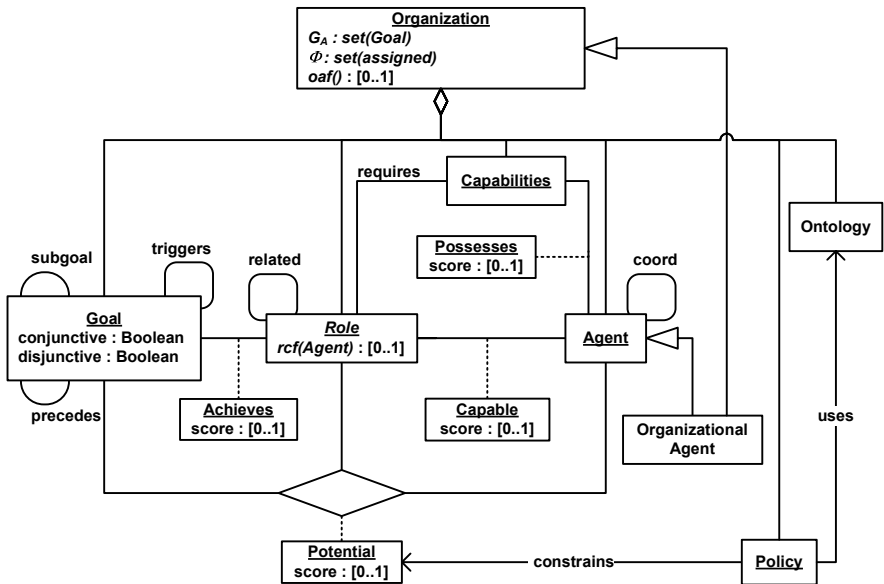 Organization
G_A : set(Goal)
Φ : set(assigned)
oaf() : [0..1]
requires
Capabilities
Ontology
Possesses
score : [0..1]
subgoal
triggers
related
coord
Goal
conjunctive : Boolean
disjunctive : Boolean
Role
rcf(Agent) : [0..1]
Agent
precedes
Achieves
score : [0..1]
Capable
score : [0..1]
Organizational
Agent
uses
Potential
score : [0..1]
constrains
Policy